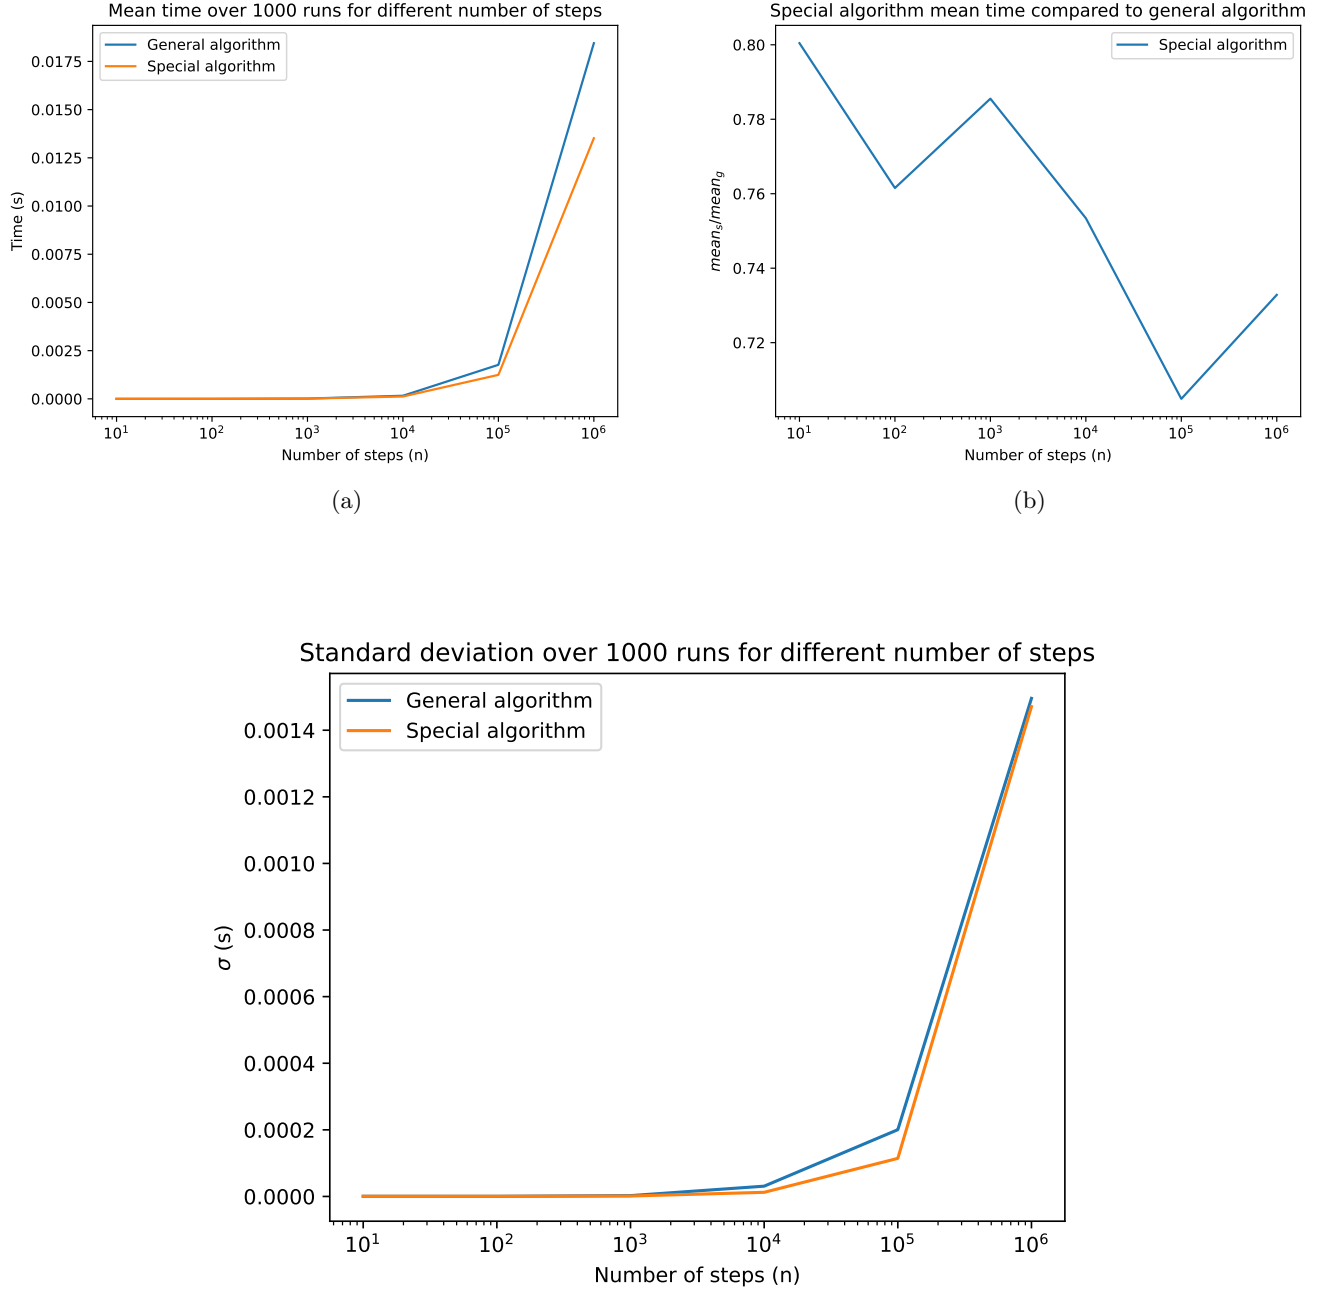 Mean time over 1000 runs for different number of steps
General algorithm
Special algorithm
0.0175
0.0150
0.0125
0.0100
0.0075
0.0050
0.0025
0.0000
Time (s)
10¹ 10² 10³ 10⁴ 10⁵ 10⁶
Number of steps (n)
(a)
Special algorithm mean time compared to general algorithm
Special algorithm
0.80
0.78
0.76
0.74
0.72
meanₛ/mean_g
10¹ 10² 10³ 10⁴ 10⁵ 10⁶
Number of steps (n)
(b)
Standard deviation over 1000 runs for different number of steps
General algorithm
Special algorithm
0.0014
0.0012
0.0010
0.0008
0.0006
0.0004
0.0002
0.0000
σ (s)
10¹ 10² 10³ 10⁴ 10⁵ 10⁶
Number of steps (n)